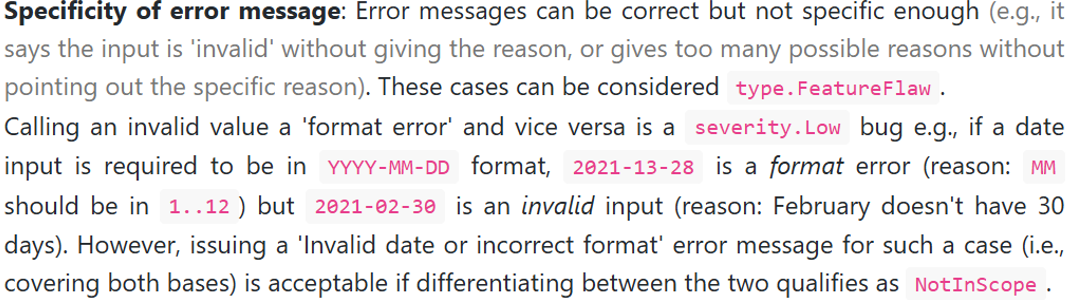 Specificity of error message: Error messages can be correct but not specific enough (e.g., it
says the input is 'invalid' without giving the reason, or gives too many possible reasons without
pointing out the specific reason). These cases can be considered type.FeatureFlaw .
Calling an invalid value a 'format error' and vice versa is a severity.Low bug e.g., if a date
input is required to be in YYYY-MM-DD format, 2021-13-28 is a format error (reason: MM
should be in 1..12 ) but 2021-02-30 is an invalid input (reason: February doesn't have 30
days). However, issuing a 'Invalid date or incorrect format' error message for such a case (i.e.,
covering both bases) is acceptable if differentiating between the two qualifies as NotInScope .